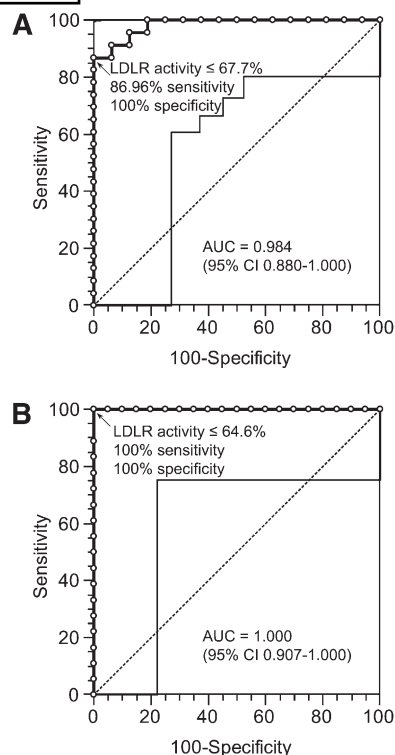 A
100
80
60
40
20
0
Sensitivity
LDLR activity ≤ 67.7%
86.96% sensitivity
100% specificity
AUC = 0.984
(95% CI 0.880-1.000)
0 20 40 60 80 100
100-Specificity
B
100
80
60
40
20
0
Sensitivity
LDLR activity ≤ 64.6%
100% sensitivity
100% specificity
AUC = 1.000
(95% CI 0.907-1.000)
0 20 40 60 80 100
100-Specificity